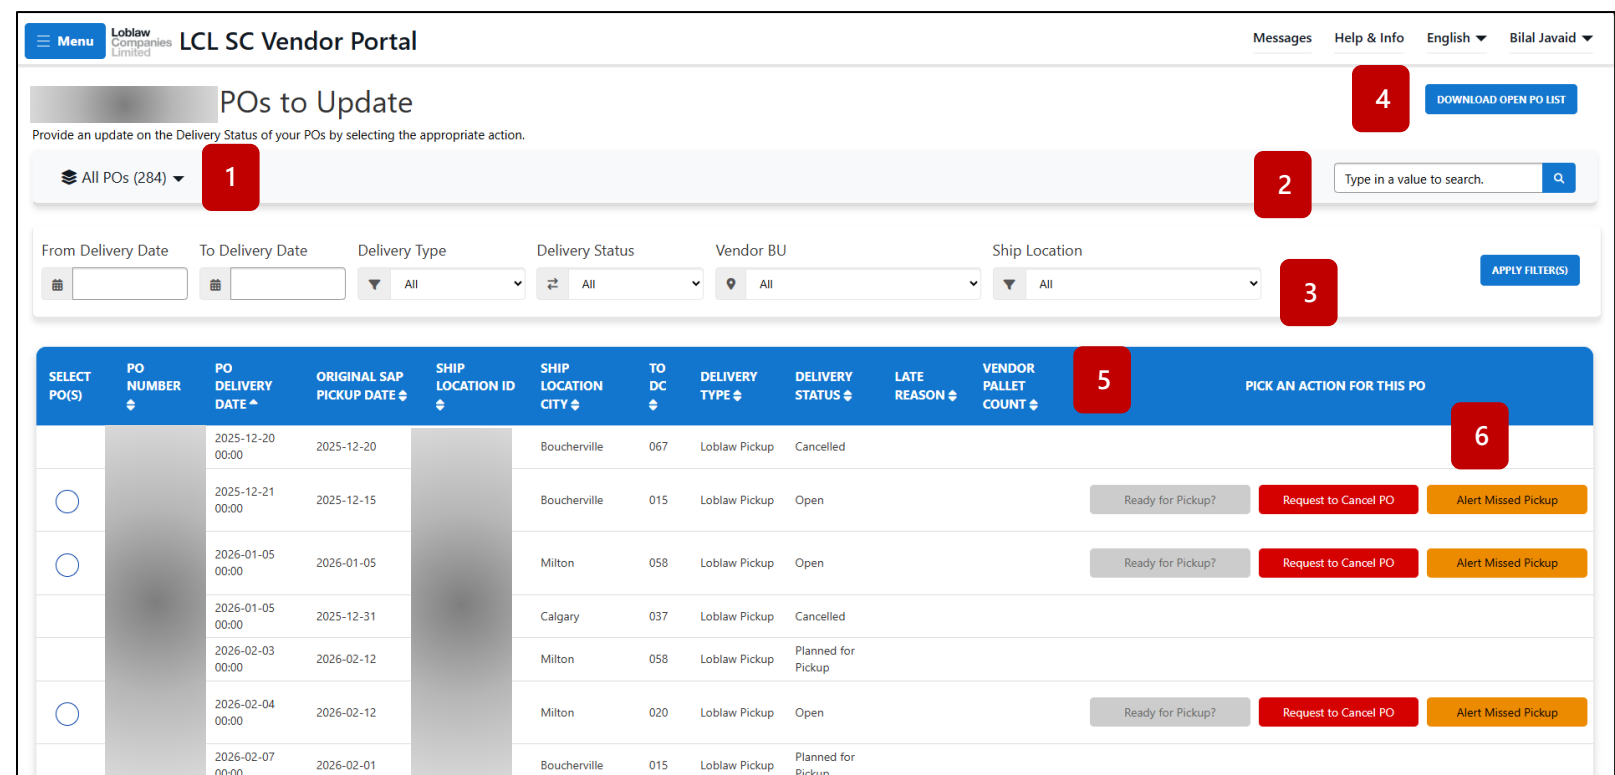 Menu
Loblaw
Companies
Limited
LCL SC Vendor Portal
Messages Help & Info English Bilal Javaid
POs to Update
4
DOWNLOAD OPEN PO LIST
Provide an update on the Delivery Status of your POs by selecting the appropriate action.
All POs (284)
1
2
Type in a value to search.
From Delivery Date To Delivery Date Delivery Type Delivery Status Vendor BU Ship Location
All All All All
3
APPLY FILTER(S)
SELECT PO(S)
PO NUMBER
PO DELIVERY DATE
ORIGINAL SAP PICKUP DATE
SHIP LOCATION ID
SHIP LOCATION CITY
TO DC
DELIVERY TYPE
DELIVERY STATUS
LATE REASON
VENDOR PALLET COUNT
5
PICK AN ACTION FOR THIS PO
6
2025-12-20 00:00 2025-12-20 Boucherville 067 Loblaw Pickup Cancelled
2025-12-21 00:00 2025-12-15 Boucherville 015 Loblaw Pickup Open Ready for Pickup? Request to Cancel PO Alert Missed Pickup
2026-01-05 00:00 2026-01-05 Milton 058 Loblaw Pickup Open Ready for Pickup? Request to Cancel PO Alert Missed Pickup
2026-01-05 00:00 2025-12-31 Calgary 037 Loblaw Pickup Cancelled
2026-02-03 00:00 2026-02-12 Milton 058 Loblaw Pickup Planned for Pickup
2026-02-04 00:00 2026-02-12 Milton 020 Loblaw Pickup Open Ready for Pickup? Request to Cancel PO Alert Missed Pickup
2026-02-07 00:00 2026-02-01 Boucherville 015 Loblaw Pickup Planned for Pickup